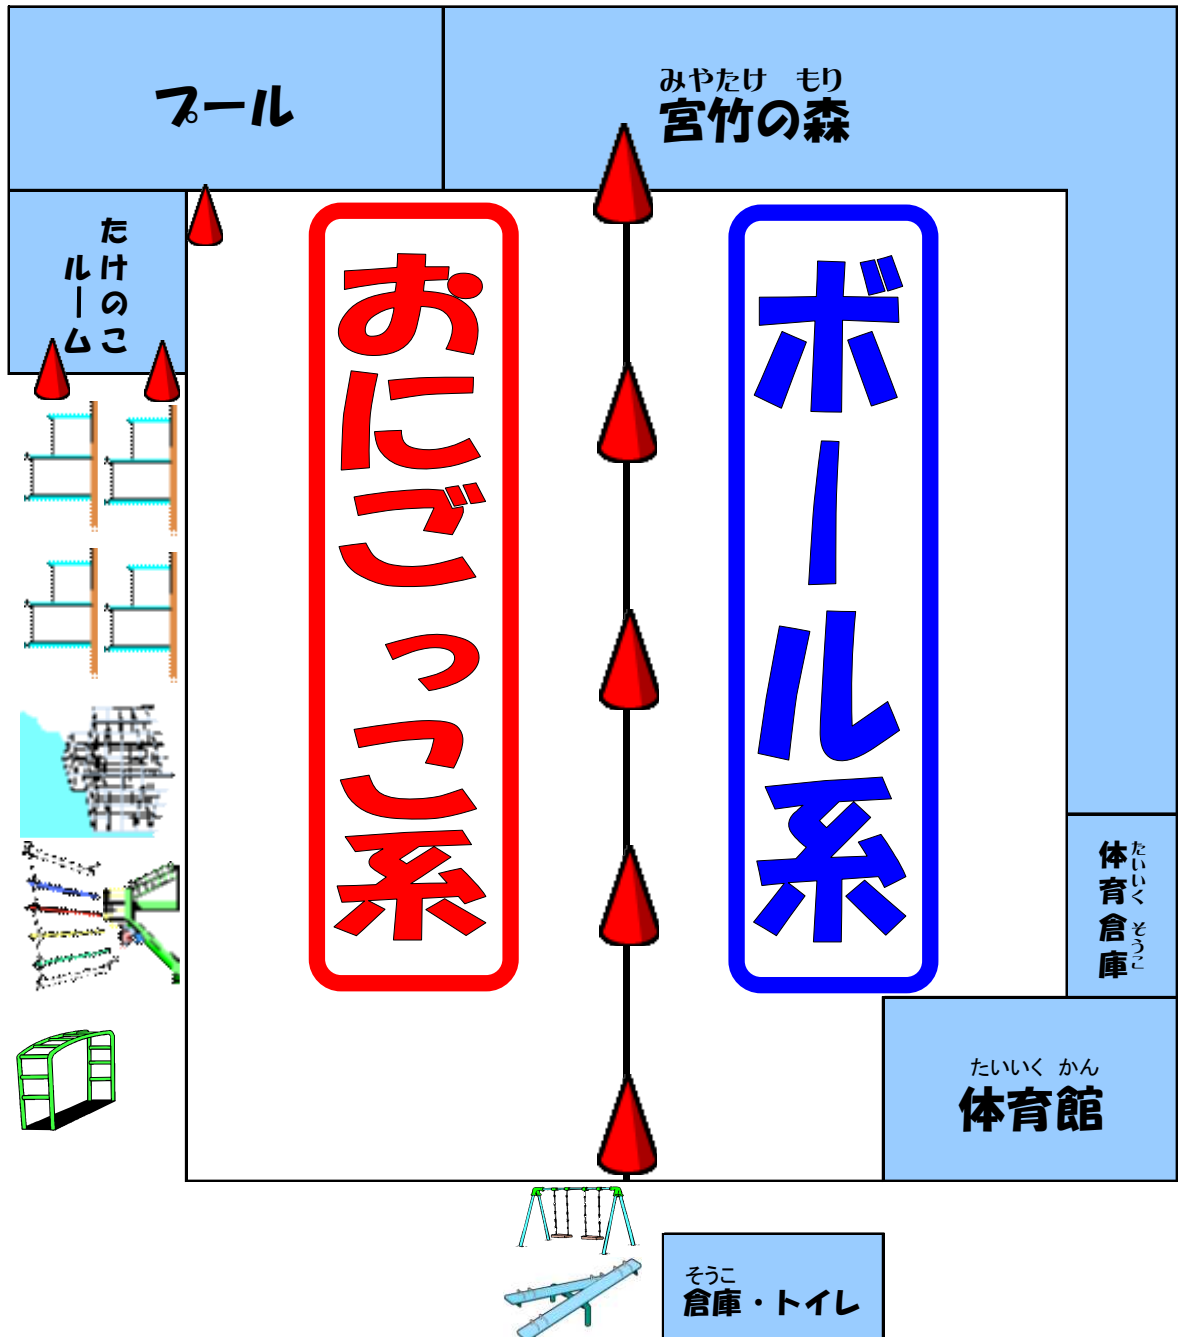 プール
みやたけ もり
宮竹の森
たけのこ
ルーム
おにごっこ系
ボール系
たいいく そうこ
体育倉庫
たいいく かん
体育館
そうこ
倉庫・トイレ